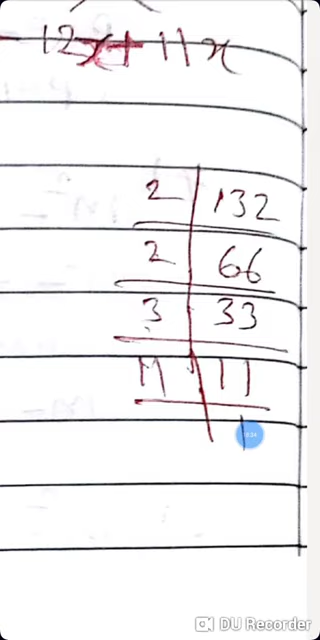 - 12x + 11x
2 | 132
2 | 66
3 | 33
11 | 11
1
DU Recorder